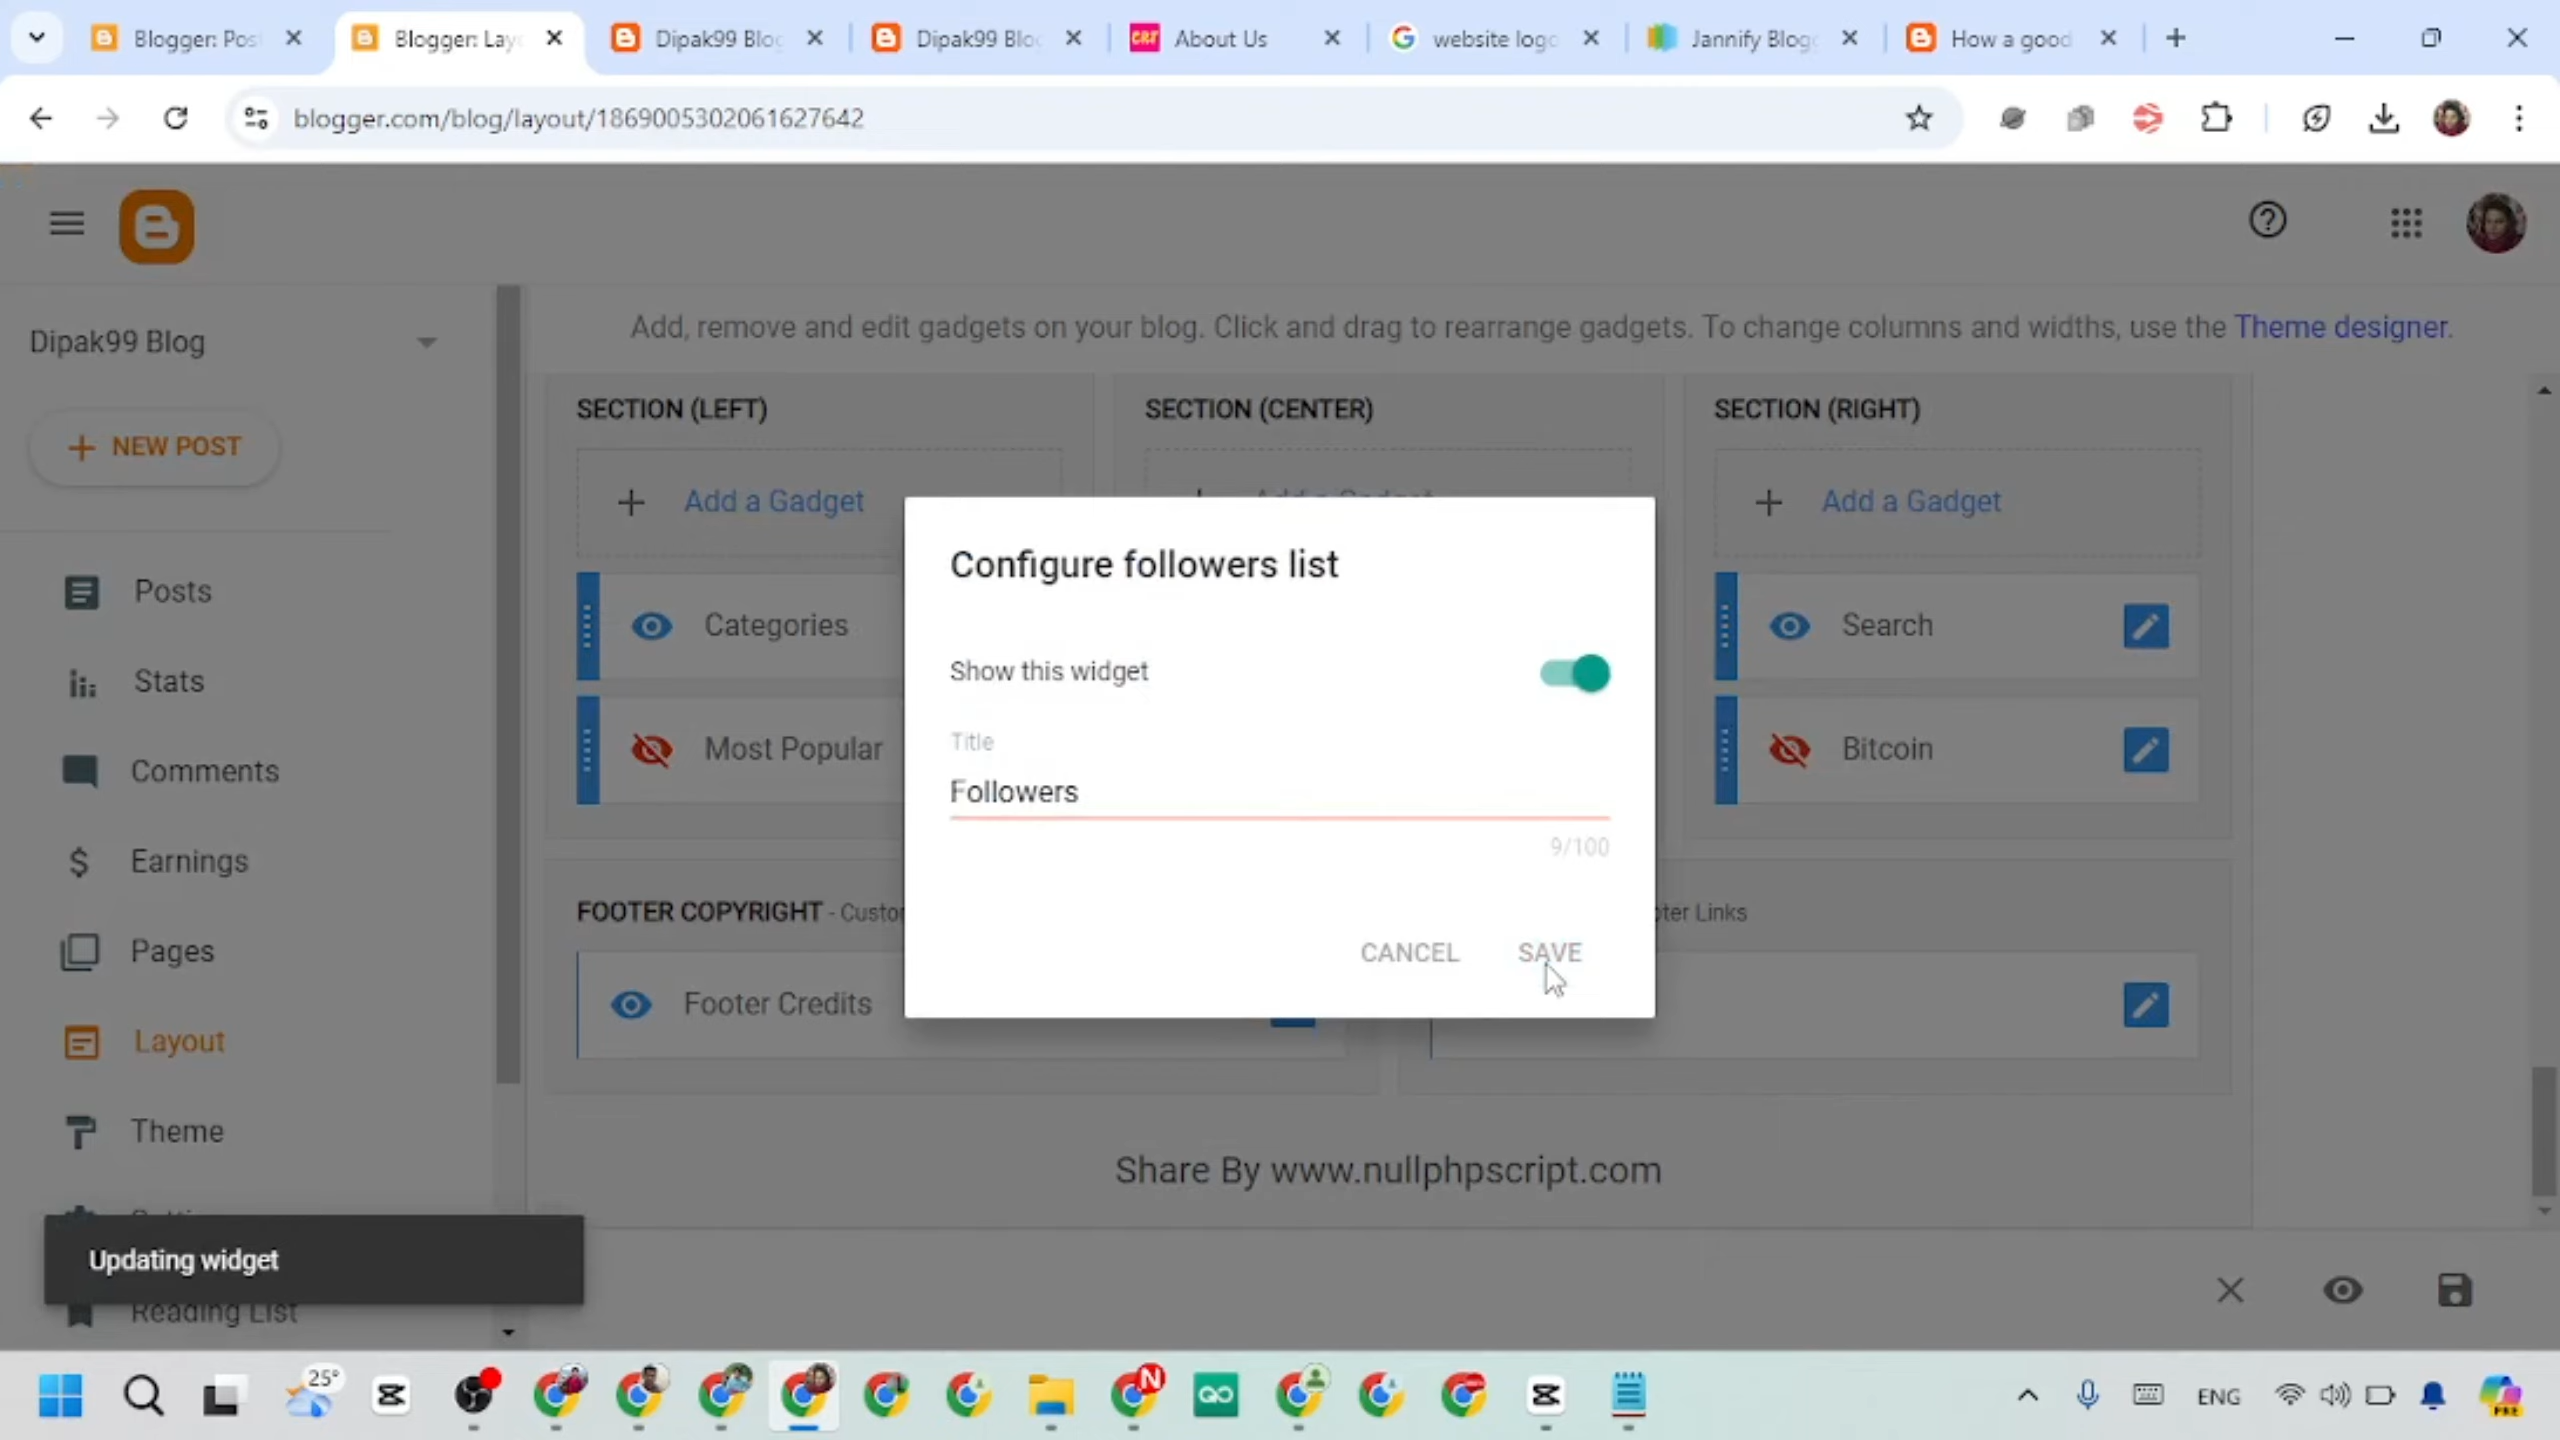 Blogger: Pos
Blogger: Lay
Dipak99 Blog
Dipak99 Blo
About Us
website logo
Jannify Blog
How a good
blogger.com/blog/layout/1869005302061627642
Add, remove and edit gadgets on your blog. Click and drag to rearrange gadgets. To change columns and widths, use the Theme designer.
Dipak99 Blog
NEW POST
Posts
Stats
Comments
Earnings
Pages
Layout
Theme
Reading List
SECTION (LEFT)
SECTION (CENTER)
SECTION (RIGHT)
Add a Gadget
Add a Gadget
Add a Gadget
Categories
Search
Most Popular
Bitcoin
Configure followers list
Show this widget
Title
Followers
9/100
CANCEL
SAVE
FOOTER COPYRIGHT - Custo
oter Links
Footer Credits
Share By www.nullphpscript.com
Updating widget
25°
N
ENG
PRE